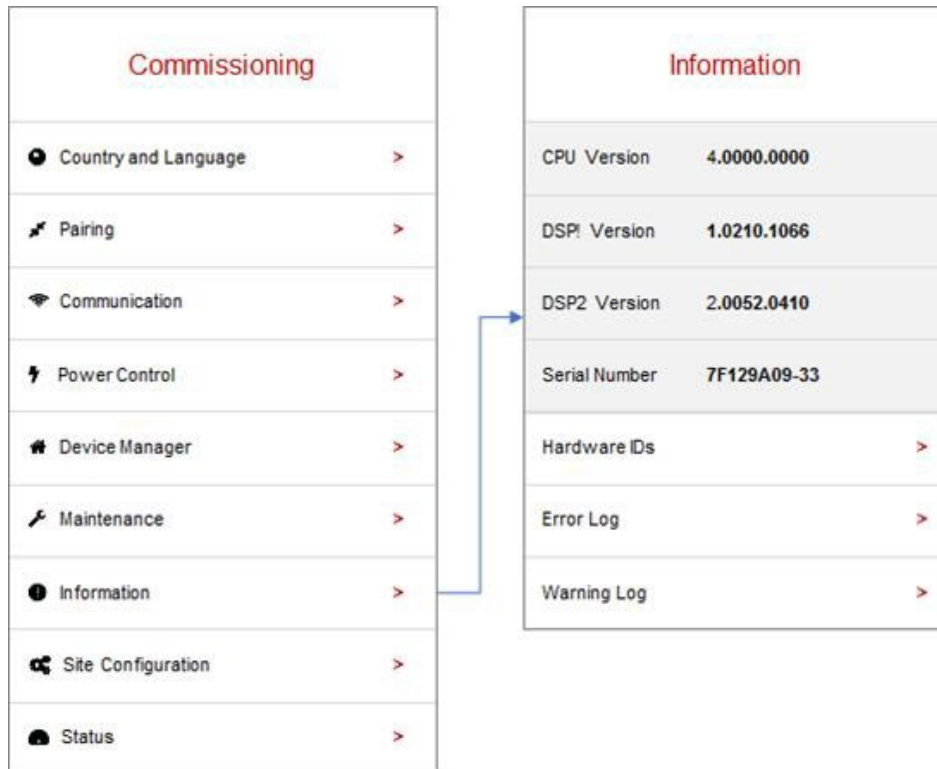 Commissioning
Country and Language >
Pairing >
Communication >
Power Control >
Device Manager >
Maintenance >
Information >
Site Configuration >
Status >
Information
CPU Version 4.0000.0000
DSP! Version 1.0210.1066
DSP2 Version 2.0052.0410
Serial Number 7F129A09-33
Hardware IDs >
Error Log >
Warning Log >